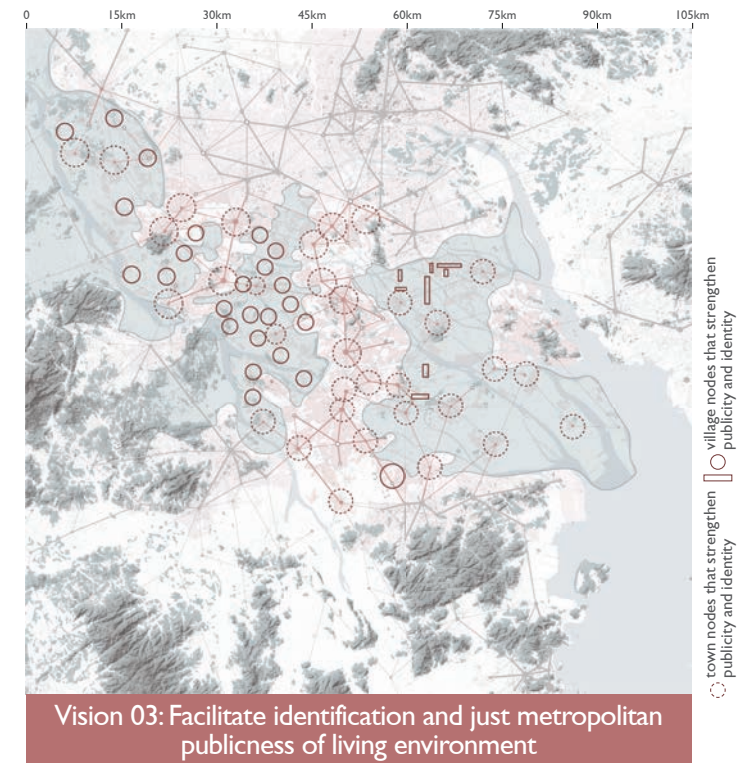 0 15km 30km 45km 60km 75km 90km 105km
village nodes that strengthen
publicity and identity
town nodes that strengthen
publicity and identity
Vision 03: Facilitate identification and just metropolitan
publicness of living environment